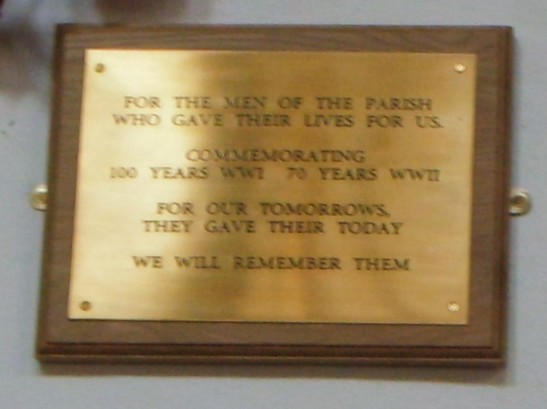 FOR THE MEN OF THE PARISH
WHO GAVE THEIR LIVES FOR US.
COMMEMORATING
100 YEARS WWI 70 YEARS WWII
FOR OUR TOMORROWS,
THEY GAVE THEIR TODAY
WE WILL REMEMBER THEM